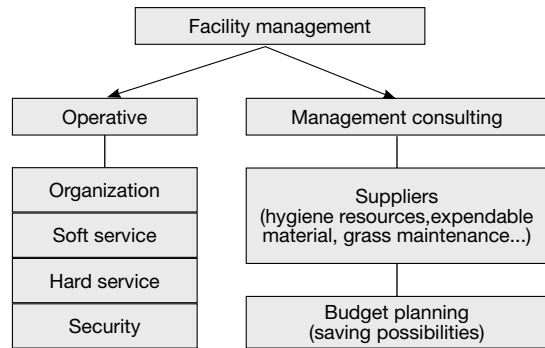 Facility management
Operative
Management consulting
Organization
Soft service
Hard service
Security
Suppliers
(hygiene resources,expendable
material, grass maintenance...)
Budget planning
(saving possibilities)